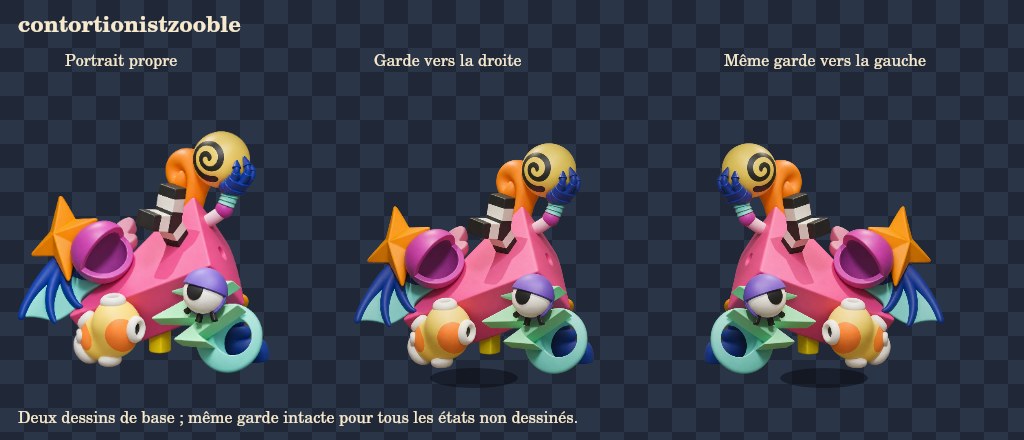 contortionistzooble
Portrait propre
Garde vers la droite
Même garde vers la gauche
Deux dessins de base ; même garde intacte pour tous les états non dessinés.